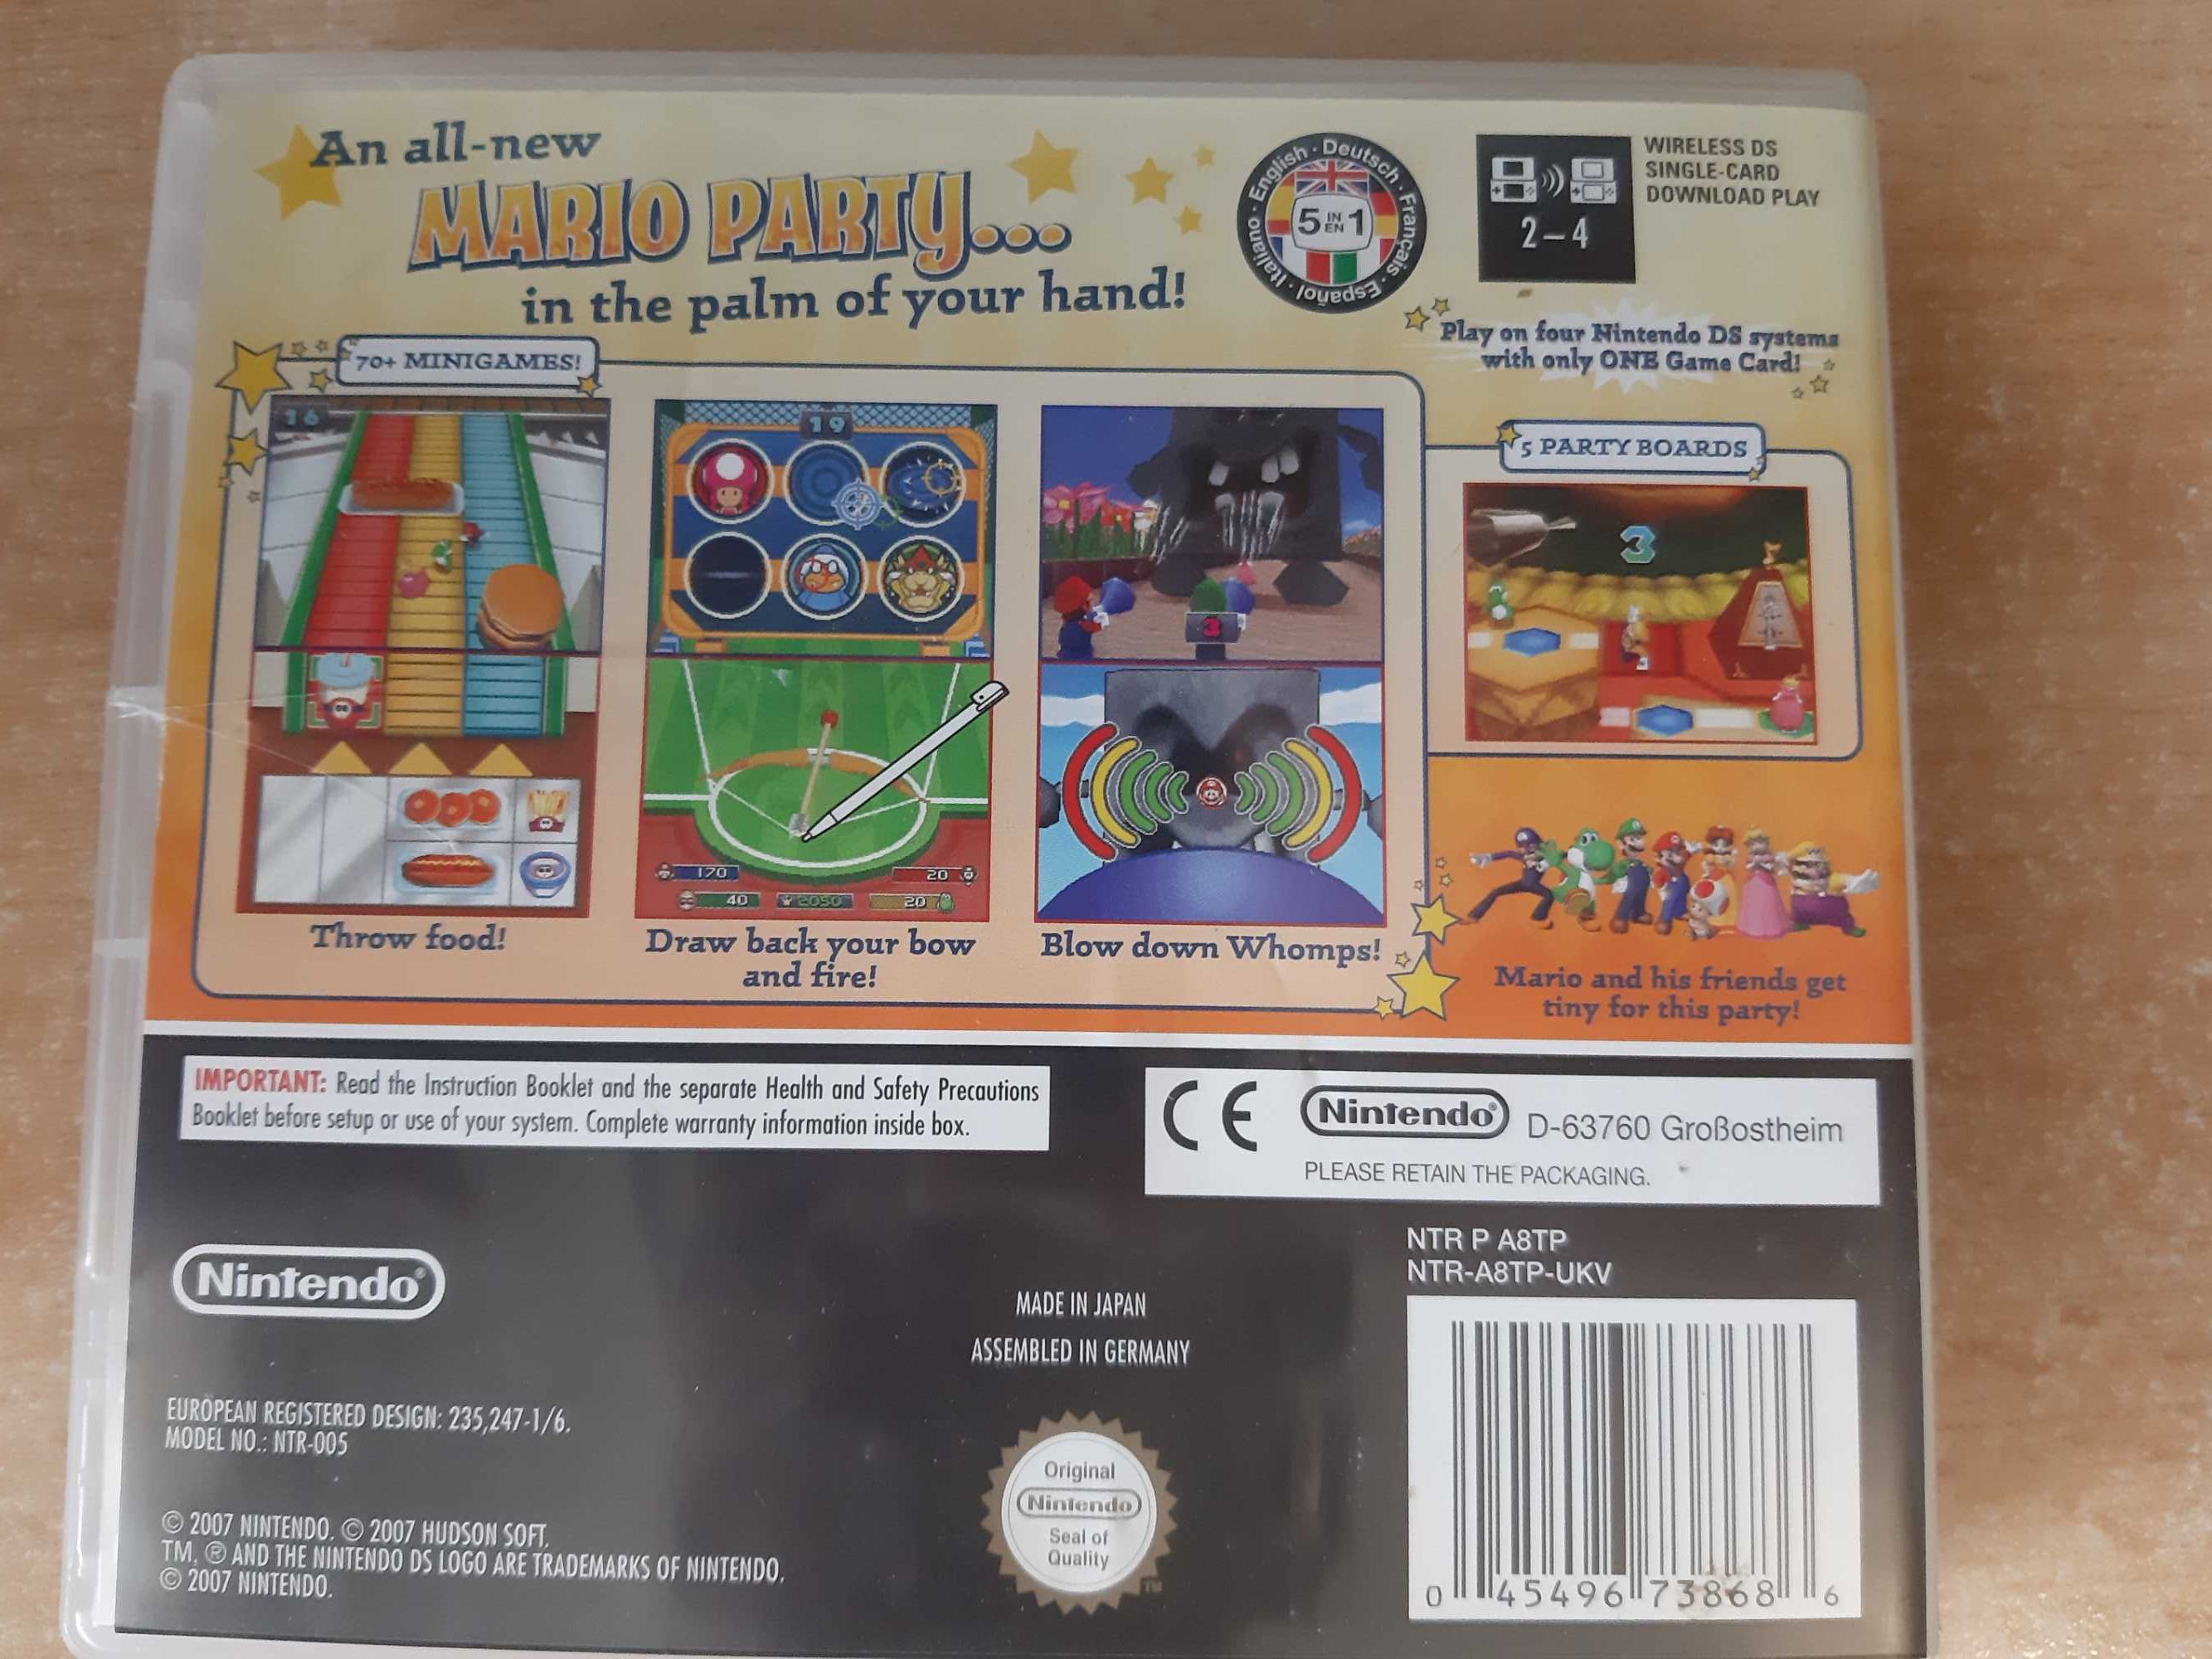 An all-new
MARIO PARTY...
in the palm of your hand!
English · Deutsch · Français · Español · Italiano ·
5 IN EN 1
2-4
WIRELESS DS
SINGLE-CARD
DOWNLOAD PLAY
Play on four Nintendo DS systems
with only ONE Game Card!
70+ MINIGAMES!
16
19
3
170
20
40
2050
20
Throw food!
Draw back your bow
and fire!
Blow down Whomps!
5 PARTY BOARDS
3
Mario and his friends get
tiny for this party!
IMPORTANT: Read the Instruction Booklet and the separate Health and Safety Precautions
Booklet before setup or use of your system. Complete warranty information inside box.
CE
Nintendo® D-63760 Großostheim
PLEASE RETAIN THE PACKAGING.
Nintendo®
MADE IN JAPAN
ASSEMBLED IN GERMANY
NTR P A8TP
NTR-A8TP-UKV
EUROPEAN REGISTERED DESIGN: 235,247-1/6.
MODEL NO.: NTR-005
Original
Nintendo
Seal of
Quality
TM
© 2007 NINTENDO. © 2007 HUDSON SOFT.
TM, ® AND THE NINTENDO DS LOGO ARE TRADEMARKS OF NINTENDO.
© 2007 NINTENDO.
0 45496 73868 6